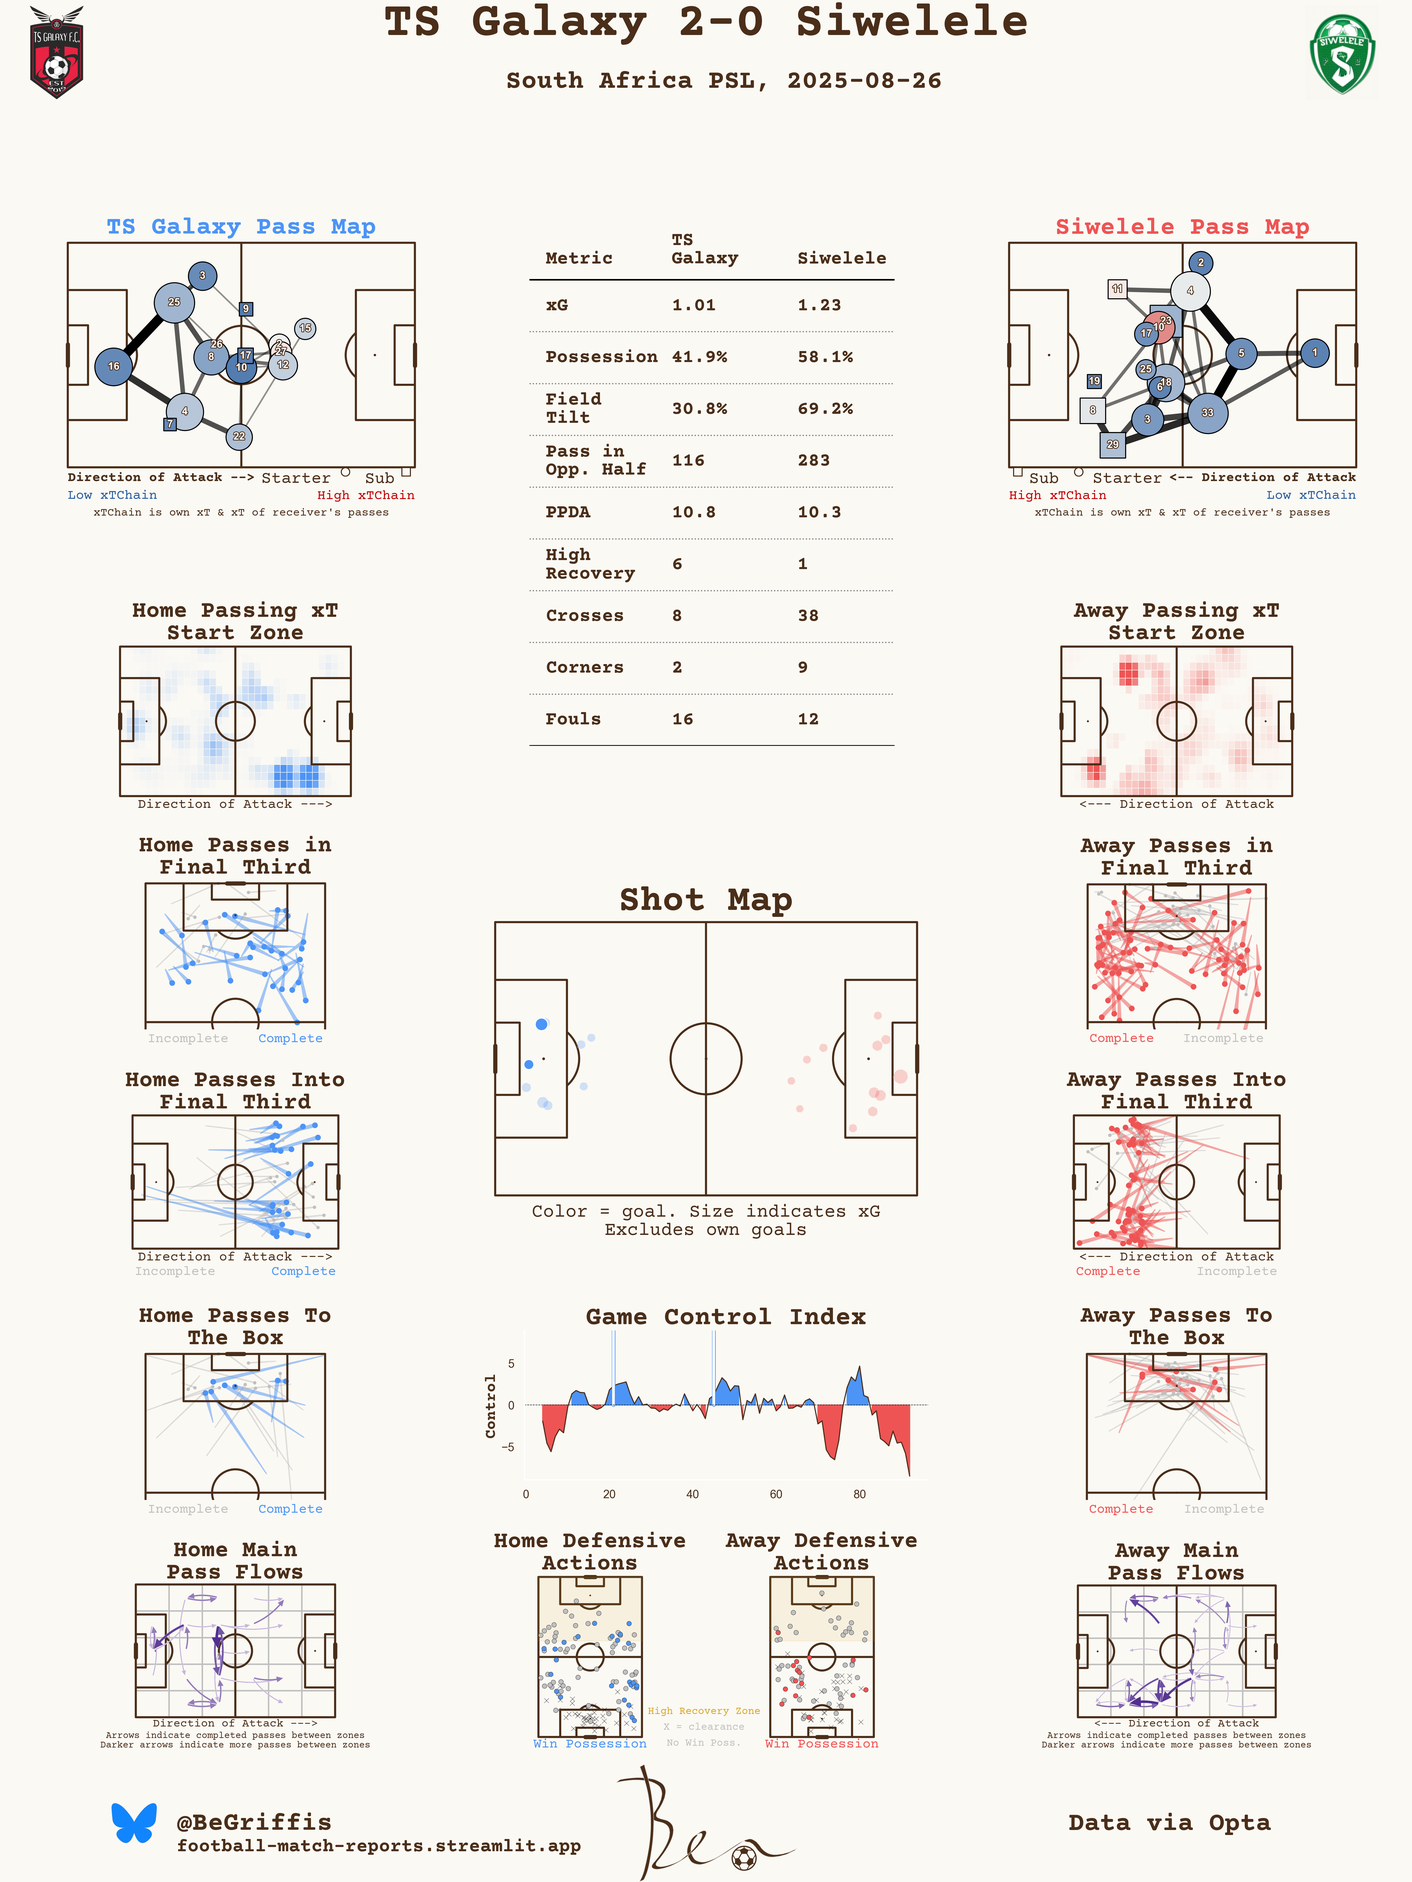 TS Galaxy 2-0 Siwelele
South Africa PSL, 2025-08-26
TS GALAXY F.C.
EST
2015
SIWELELE
S
TS Galaxy Pass Map
3
25
9
15
26
8
17
27
10
12
16
4
7
22
Direction of Attack --> Starter Sub
Low xTChain High xTChain
xTChain is own xT & xT of receiver's passes
Metric TS Galaxy Siwelele
xG 1.01 1.23
Possession 41.9% 58.1%
Field Tilt 30.8% 69.2%
Pass in Opp. Half 116 283
PPDA 10.8 10.3
High Recovery 6 1
Crosses 8 38
Corners 2 9
Fouls 16 12
Siwelele Pass Map
2
11
4
23
10
17
5
1
25
19
18
6
8
3
33
29
Sub Starter <-- Direction of Attack
High xTChain Low xTChain
xTChain is own xT & xT of receiver's passes
Home Passing xT
Start Zone
Direction of Attack --->
Away Passing xT
Start Zone
<--- Direction of Attack
Home Passes in
Final Third
Incomplete Complete
Away Passes in
Final Third
Complete Incomplete
Shot Map
Color = goal. Size indicates xG
Excludes own goals
Home Passes Into
Final Third
Direction of Attack --->
Incomplete Complete
Away Passes Into
Final Third
<--- Direction of Attack
Complete Incomplete
Home Passes To
The Box
Incomplete Complete
Game Control Index
Control
5
0
−5
0 20 40 60 80
Away Passes To
The Box
Complete Incomplete
Home Main
Pass Flows
Direction of Attack --->
Arrows indicate completed passes between zones
Darker arrows indicate more passes between zones
Home Defensive
Actions
Win Possession
Away Defensive
Actions
Win Possession
High Recovery Zone
X = clearance
No Win Poss.
Away Main
Pass Flows
<--- Direction of Attack
Arrows indicate completed passes between zones
Darker arrows indicate more passes between zones
@BeGriffis
football-match-reports.streamlit.app
Ben
Data via Opta